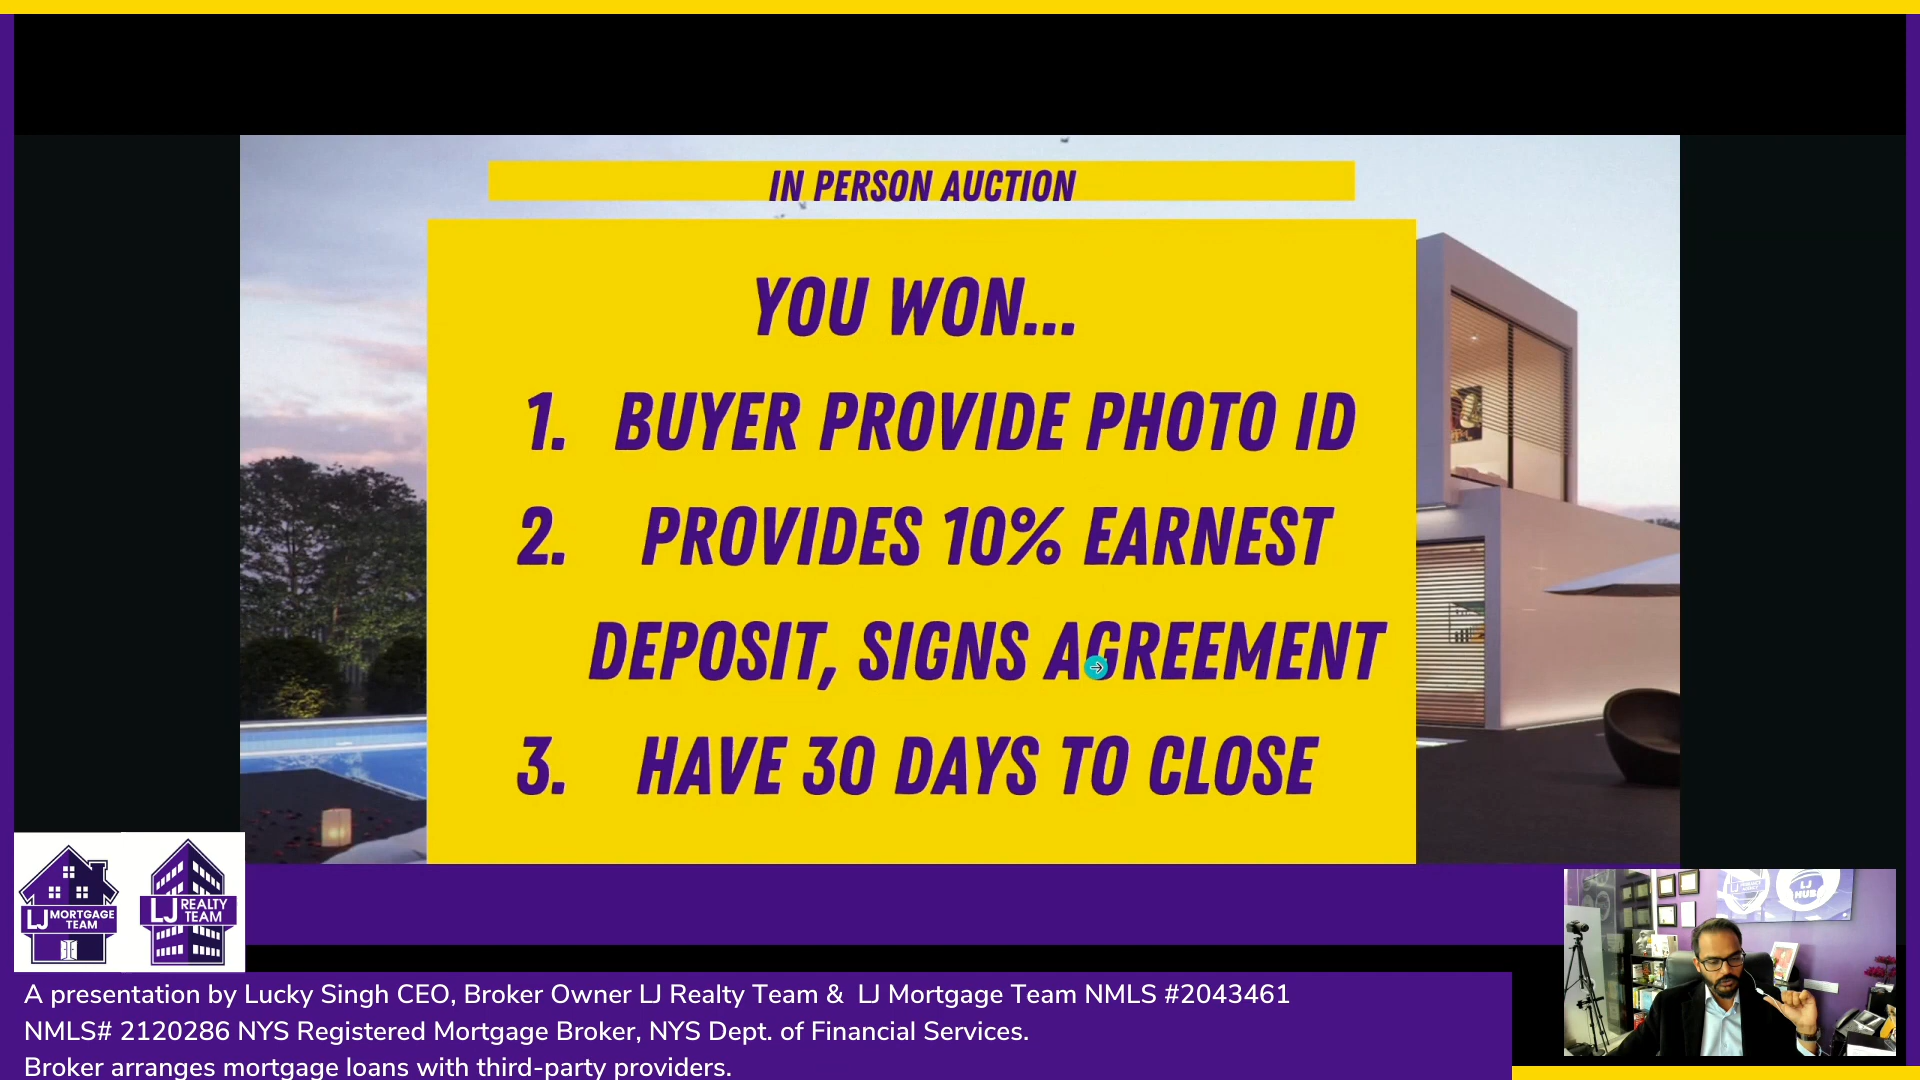 IN PERSON AUCTION
YOU WON...
1. BUYER PROVIDE PHOTO ID
2. PROVIDES 10% EARNEST
DEPOSIT, SIGNS AGREEMENT
3. HAVE 30 DAYS TO CLOSE
LJ MORTGAGE
TEAM
LJ REALTY
TEAM
LJ
HUB
A presentation by Lucky Singh CEO, Broker Owner LJ Realty Team & LJ Mortgage Team NMLS #2043461
NMLS# 2120286 NYS Registered Mortgage Broker, NYS Dept. of Financial Services.
Broker arranges mortgage loans with third-party providers.